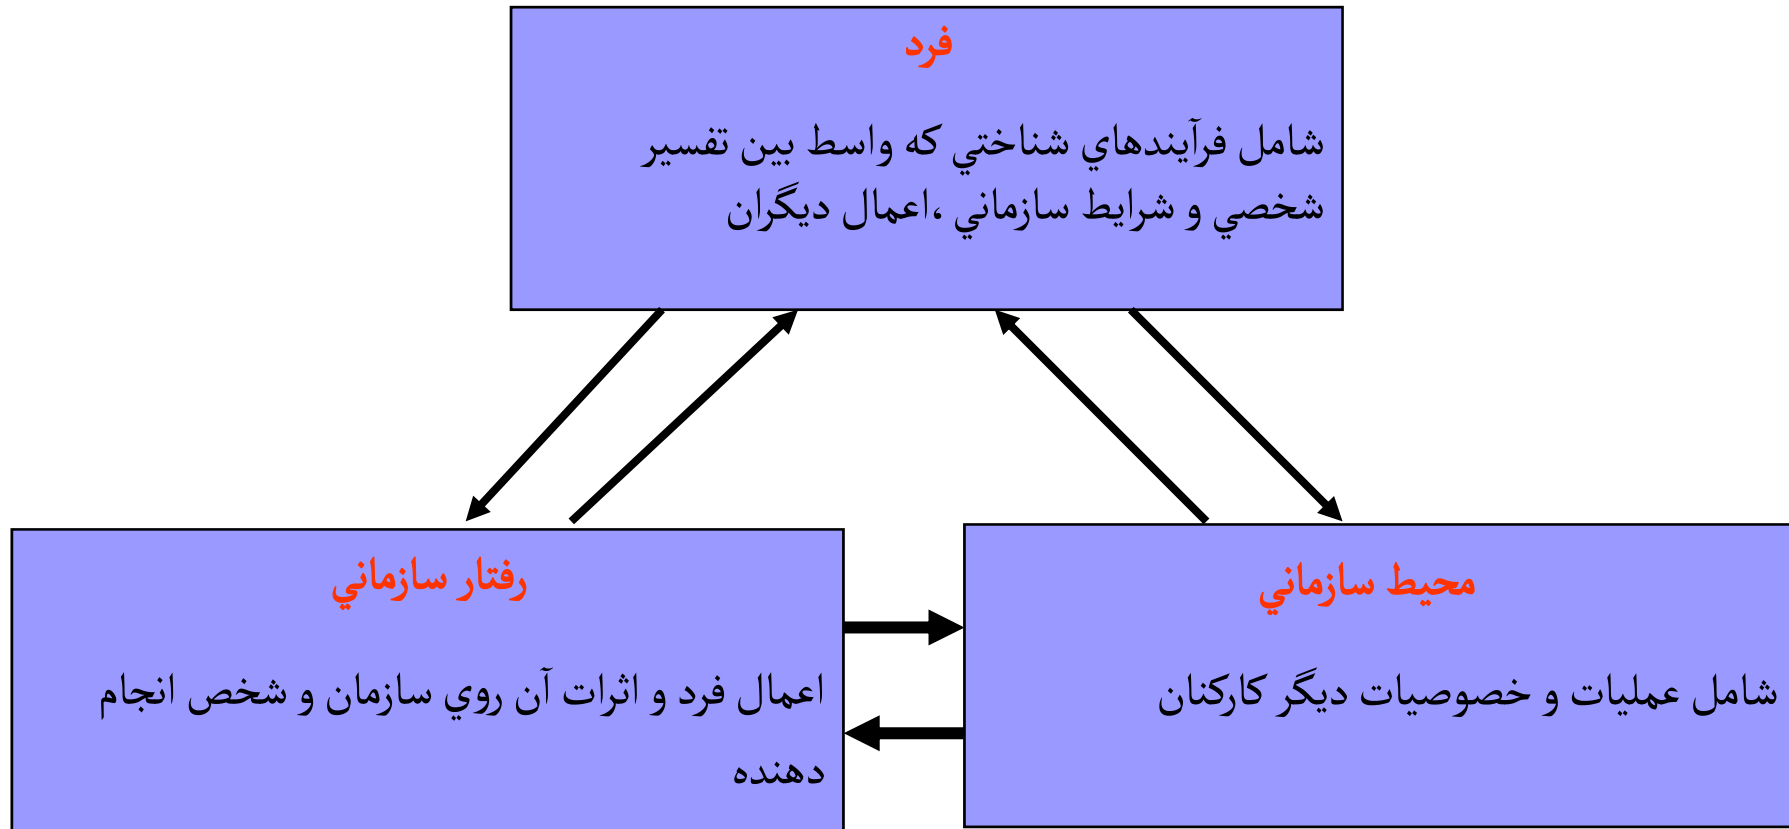 فرد
شامل فرآيندهاي شناختي كه واسط بين تفسير
شخصي و شرايط سازماني ،اعمال ديگران
رفتار سازماني
اعمال فرد و اثرات آن روي سازمان و شخص انجام
دهنده
محيط سازماني
شامل عمليات و خصوصيات ديگر كاركنان